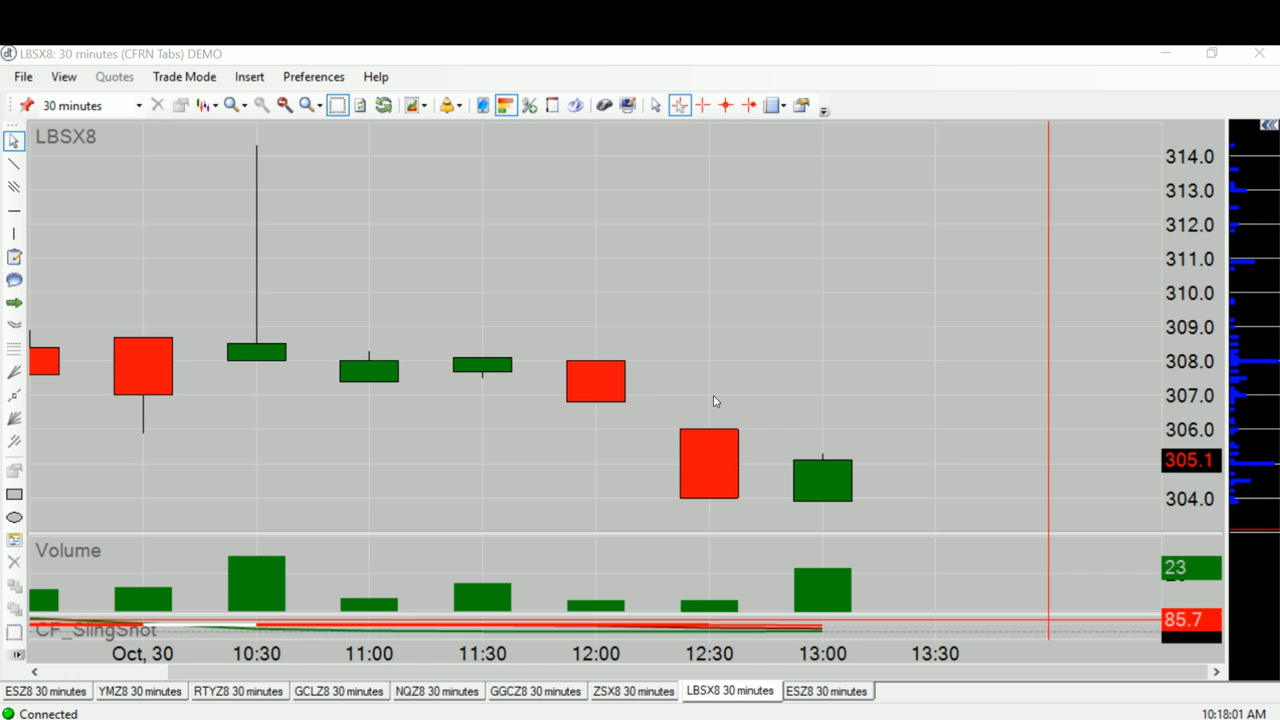 dt LBSX8: 30 minutes (CFRN Tabs) DEMO
File View Quotes Trade Mode Insert Preferences Help
30 minutes
LBSX8
314.0
313.0
312.0
311.0
310.0
309.0
308.0
307.0
306.0
305.1
304.0
Volume
23
CF_SlingShot
85.7
Oct, 30 10:30 11:00 11:30 12:00 12:30 13:00 13:30
ESZ8 30 minutes YMZ8 30 minutes RTYZ8 30 minutes GCLZ8 30 minutes NQZ8 30 minutes GGCZ8 30 minutes ZSX8 30 minutes LBSX8 30 minutes ESZ8 30 minutes
Connected 10:18:01 AM